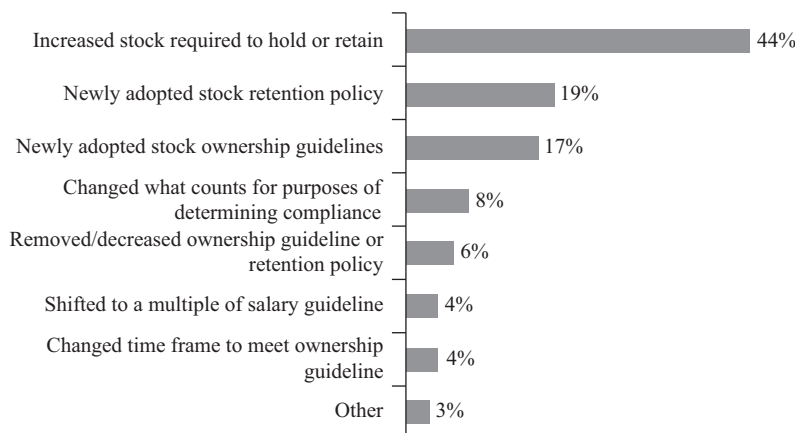 Increased stock required to hold or retain 44%
Newly adopted stock retention policy 19%
Newly adopted stock ownership guidelines 17%
Changed what counts for purposes of
determining compliance 8%
Removed/decreased ownership guideline or
retention policy 6%
Shifted to a multiple of salary guideline 4%
Changed time frame to meet ownership
guideline 4%
Other 3%